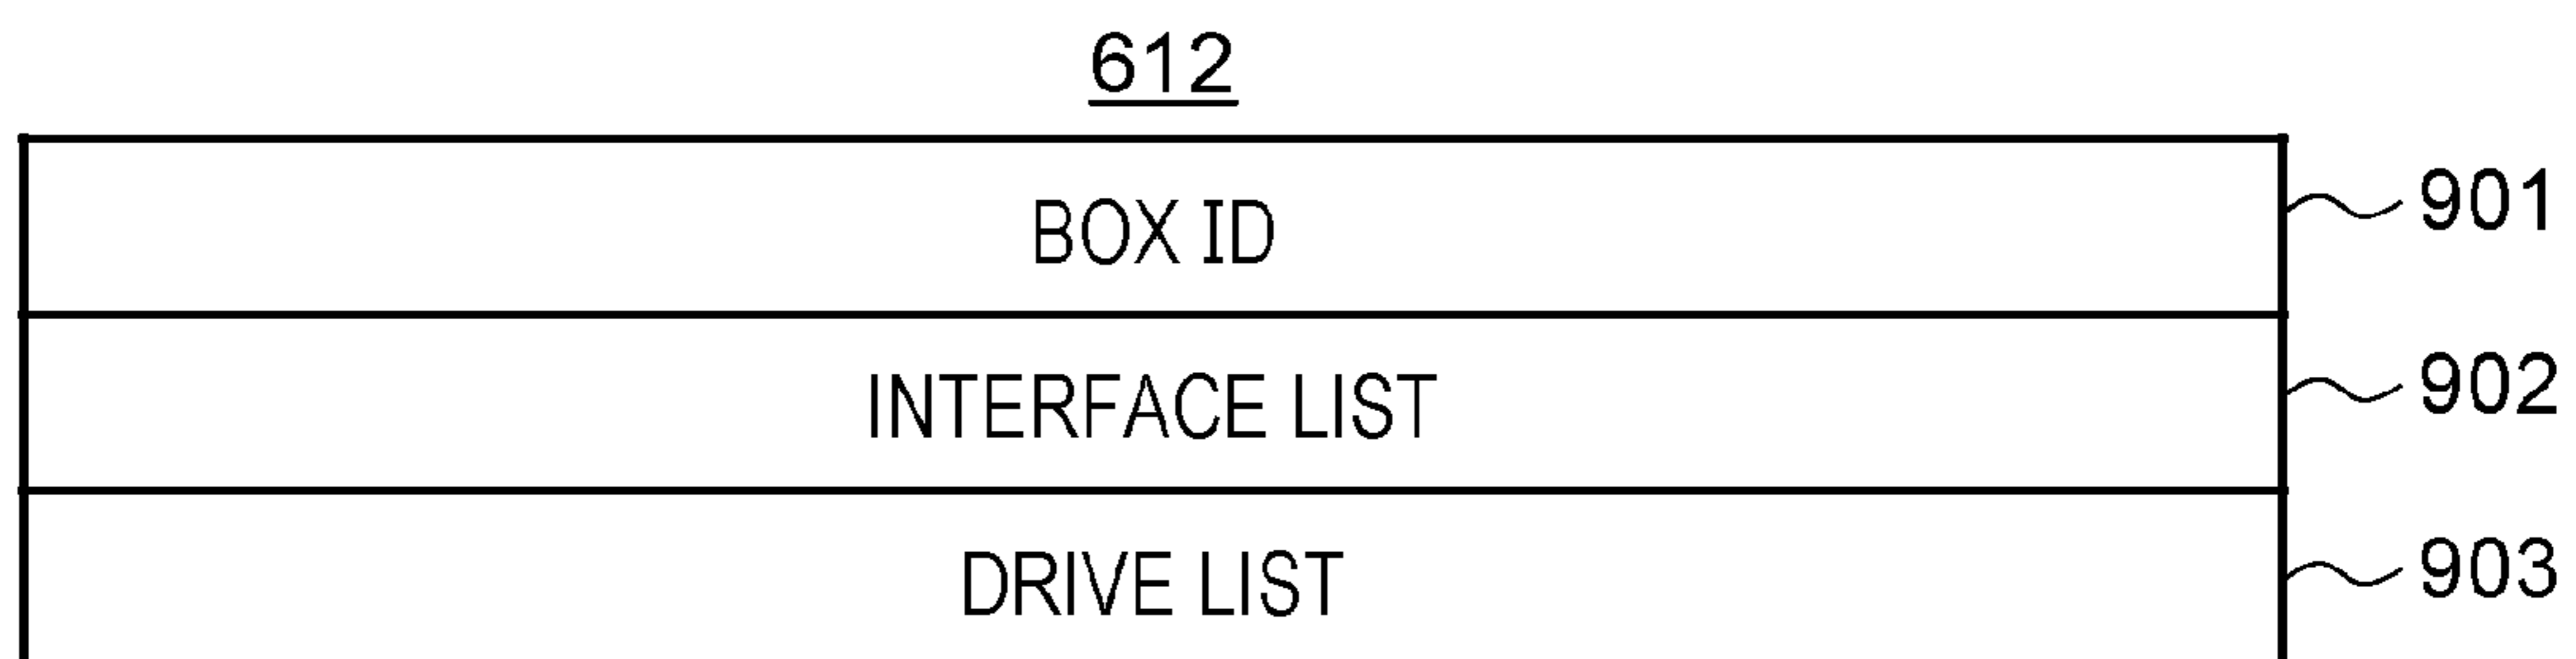 612
BOX ID 901
INTERFACE LIST 902
DRIVE LIST 903